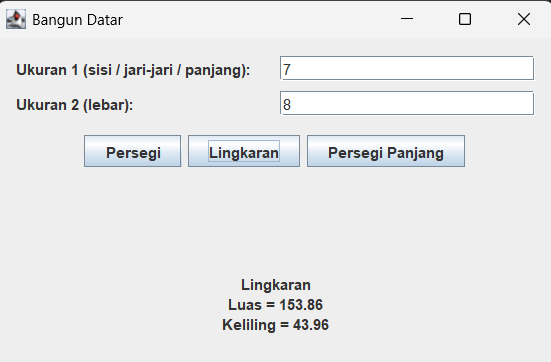 Bangun Datar
Ukuran 1 (sisi / jari-jari / panjang): 7
Ukuran 2 (lebar): 8
Persegi Lingkaran Persegi Panjang
Lingkaran
Luas = 153.86
Keliling = 43.96